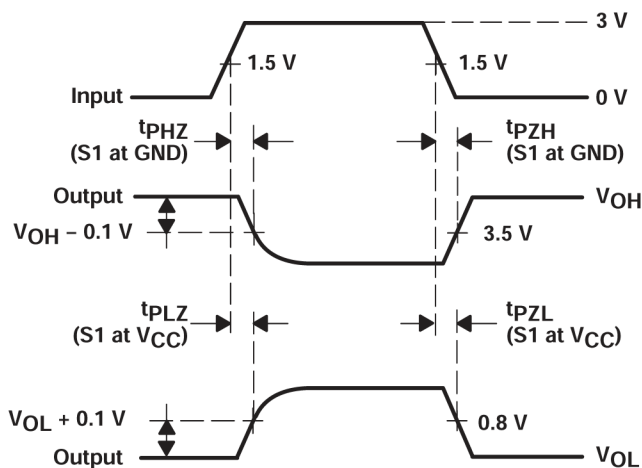 3 V
1.5 V
1.5 V
Input
0 V
tPHZ
(S1 at GND)
tPZH
(S1 at GND)
Output
VOH
VOH – 0.1 V
3.5 V
tPLZ
(S1 at VCC)
tPZL
(S1 at VCC)
VOL + 0.1 V
0.8 V
Output
VOL